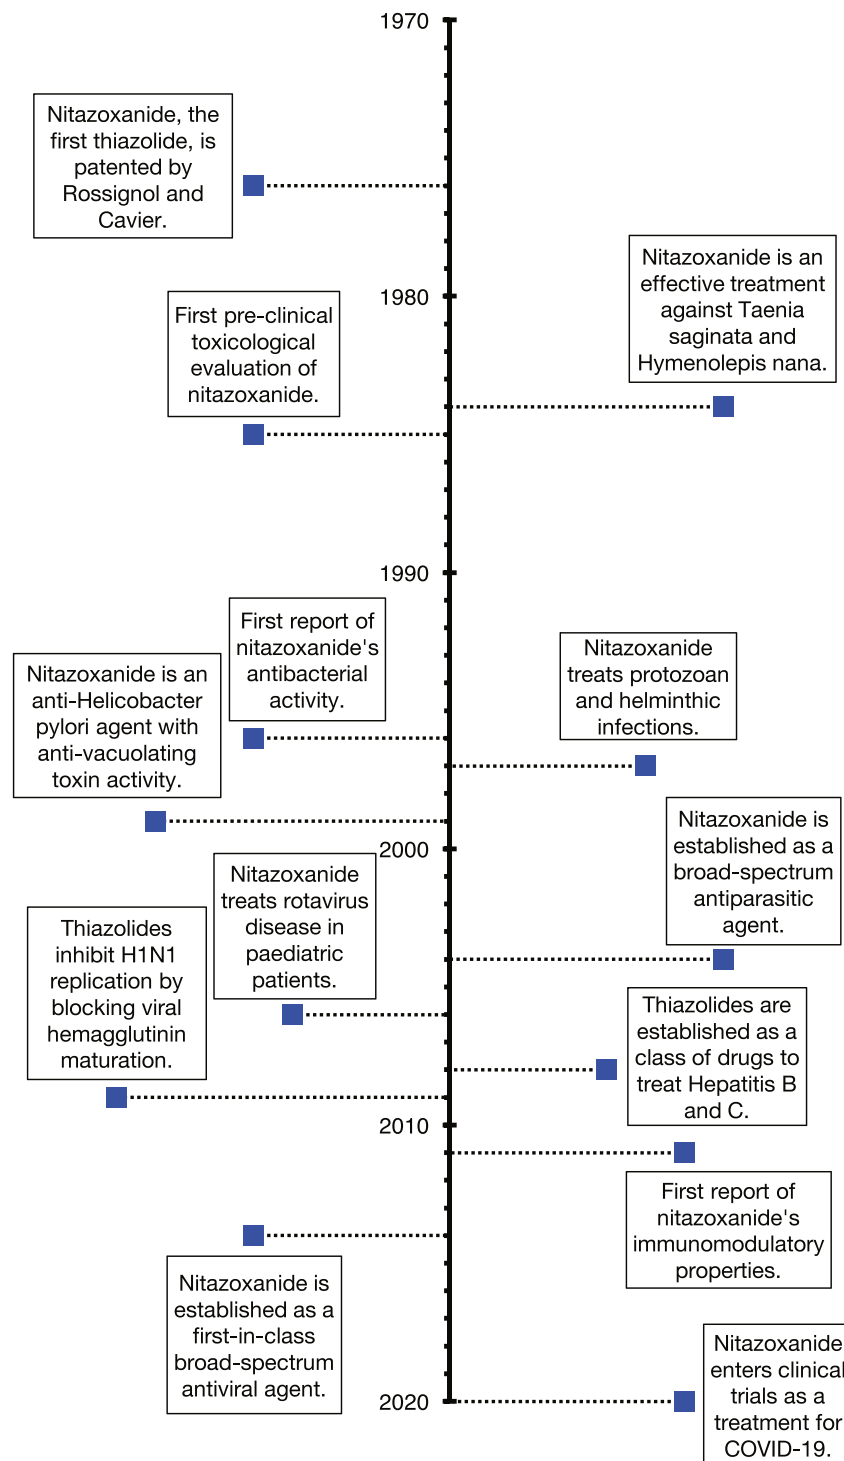 1970
Nitazoxanide, the
first thiazolide, is
patented by
Rossignol and
Cavier.
Nitazoxanide is an
effective treatment
against Taenia
saginata and
Hymenolepis nana.
1980
First pre-clinical
toxicological
evaluation of
nitazoxanide.
1990
First report of
nitazoxanide's
antibacterial
activity.
Nitazoxanide
treats protozoan
and helminthic
infections.
Nitazoxanide is an
anti-Helicobacter
pylori agent with
anti-vacuolating
toxin activity.
Nitazoxanide is
established as a
broad-spectrum
antiparasitic
agent.
2000
Nitazoxanide
treats rotavirus
disease in
paediatric
patients.
Thiazolides
inhibit H1N1
replication by
blocking viral
hemagglutinin
maturation.
Thiazolides are
established as a
class of drugs to
treat Hepatitis B
and C.
2010
First report of
nitazoxanide's
immunomodulatory
properties.
Nitazoxanide is
established as a
first-in-class
broad-spectrum
antiviral agent.
Nitazoxanide
enters clinical
trials as a
treatment for
COVID-19.
2020